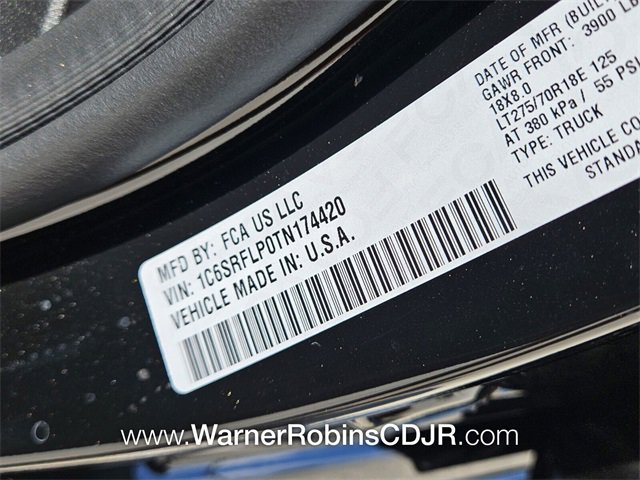 MFD BY: FCA US LLC
VIN: 1C6SRFLP0TN174420
VEHICLE MADE IN: U.S.A.
DATE OF MFR (BUILT
GAWR FRONT: 3900 LB
18X8.0
LT275/70R18E 125
AT 380 kPa / 55 PSI
TYPE: TRUCK
THIS VEHICLE CO
STANDA
www.WarnerRobinsCDJR.com